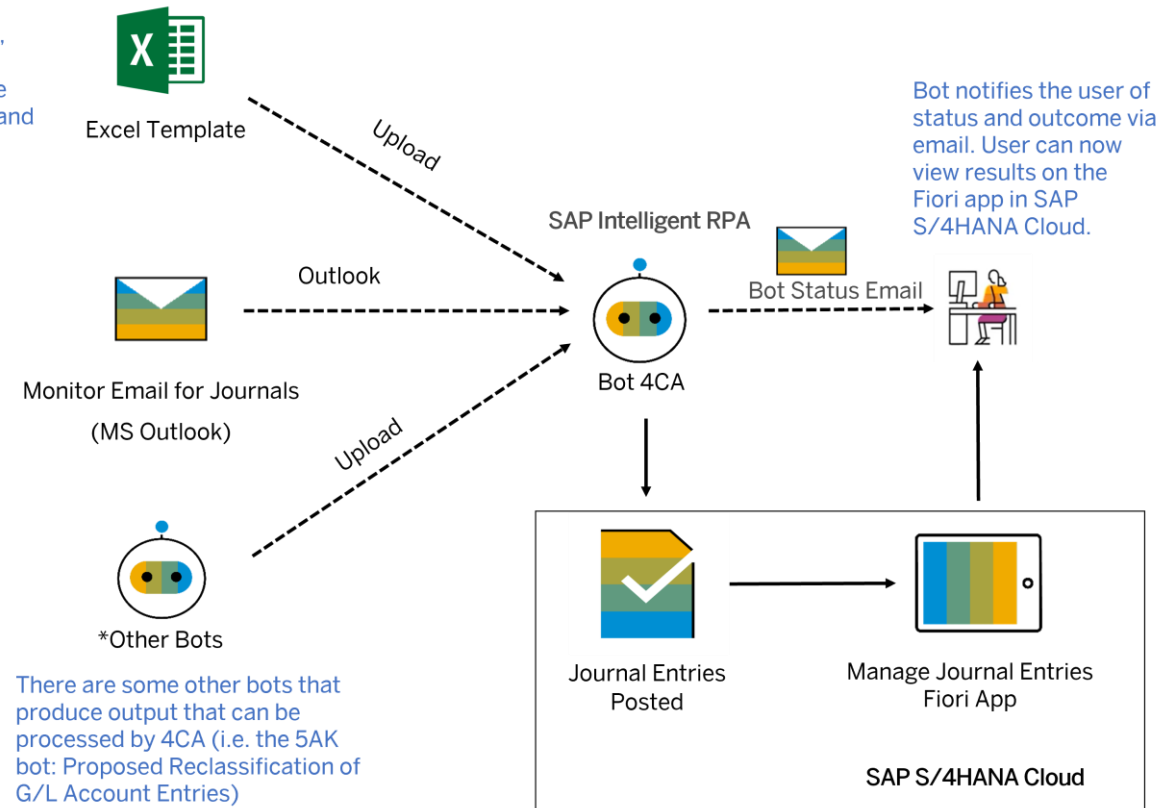 e
and
X
Excel Template
Upload
Bot notifies the user of
status and outcome via
email. User can now
view results on the
Fiori app in SAP
S/4HANA Cloud.
SAP Intelligent RPA
Outlook
Bot Status Email
Bot 4CA
Monitor Email for Journals
(MS Outlook)
Upload
*Other Bots
There are some other bots that
produce output that can be
processed by 4CA (i.e. the 5AK
bot: Proposed Reclassification of
G/L Account Entries)
Journal Entries
Posted
Manage Journal Entries
Fiori App
SAP S/4HANA Cloud